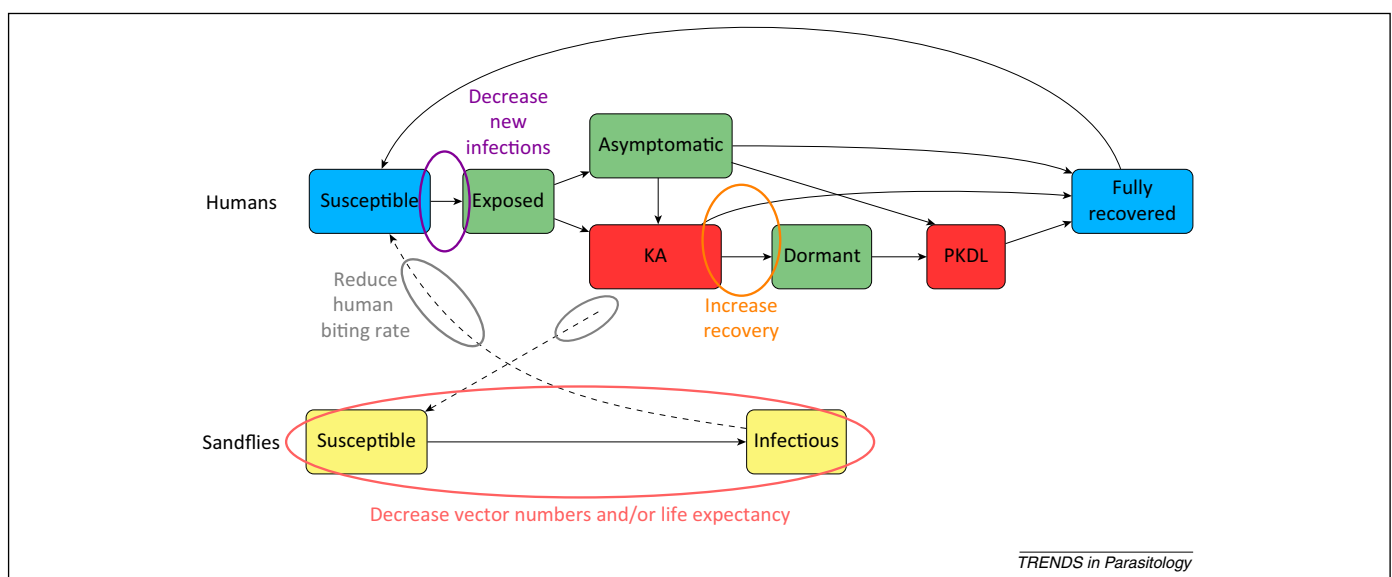 Decrease
new
infections
Asymptomatic
Humans
Susceptible
Exposed
Fully
recovered
KA
Dormant
PKDL
Reduce
human
biting rate
Increase
recovery
Sandflies
Susceptible
Infectious
Decrease vector numbers and/or life expectancy
TRENDS in Parasitology